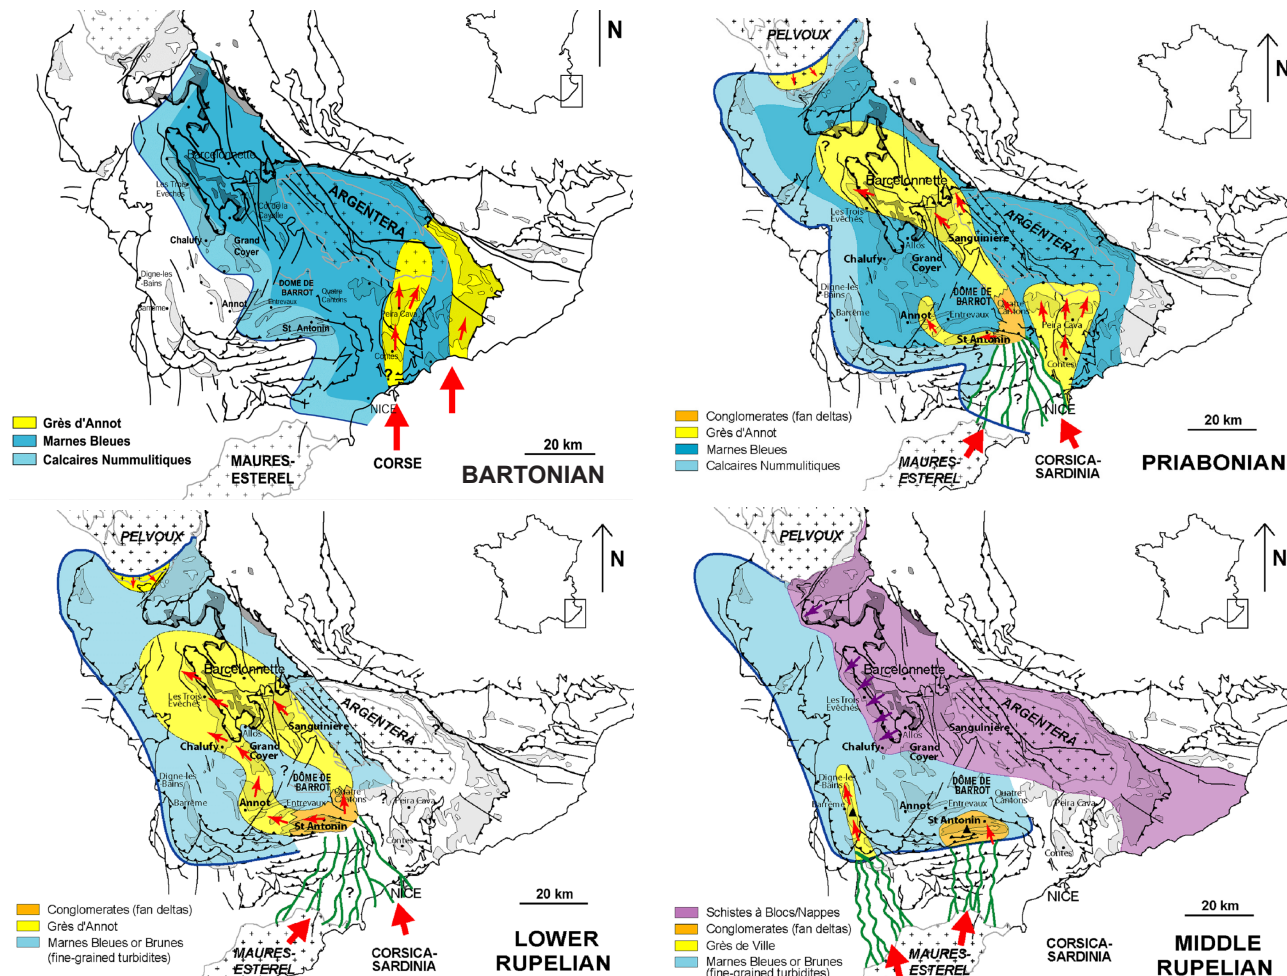 N
Barcelonnette
Les Trois
Evêchés
Col de la
Cayolle
ARGENTERA
?
Chalufy
Grand
Coyer
Digne-les
-Bains
DOME DE
BARROT
Quatre
Cantons
Barrême
Annot
Entrevaux
Peira Cava
St Antonin
Contes
?
NICE
Grès d'Annot
Marnes Bleues
Calcaires Nummulitiques
MAURES-
ESTEREL
CORSE
20 km
BARTONIAN
PELVOUX
N
?
Barcelonnette
Les Trois
Evêchés
ARGENTERA
?
Allos
Sanguinière
Chalufy
Grand
Coyer
Digne-les
Bains
DÔME DE
BARROT
Quatre
Cantons
Barrème
Annot
Entrevaux
Peira Cava
St Antonin
?
Contes
?
NICE
Conglomerates (fan deltas)
Grès d'Annot
Marnes Bleues
Calcaires Nummulitiques
MAURES-
ESTEREL
CORSICA-
SARDINIA
20 km
PRIABONIAN
PELVOUX
N
Barcelonnette
Les Trois
Evêchés
ARGENTERA
Allos
Sanguinière
Chalufy
Grand
Coyer
?
Digne-les
Bains
DÔME DE
BARROT
Quatre
Cantons
Barrème
Annot
Entrevaux
Peira Cava
St Antonin
Contes
?
NICE
Conglomerates (fan deltas)
Grès d'Annot
Marnes Bleues or Brunes
(fine-grained turbidites)
MAURES-
ESTEREL
CORSICA-
SARDINIA
20 km
LOWER
RUPELIAN
PELVOUX
N
Barcelonnette
Les Trois
Evêchés
ARGENTERA
Allos
Sanguinière
Chalufy
Grand
Coyer
Digne-les
Bains
DÔME DE
BARROT
Quatre
Cantons
Barrème
Annot
Entrevaux
Peira Cava
St Antonin
Contes
NICE
Schistes à Blocs/Nappes
Conglomerates (fan deltas)
Grès de Ville
Marnes Bleues or Brunes
(fine-grained turbidites)
MAURES-
ESTEREL
CORSICA-
SARDINIA
20 km
MIDDLE
RUPELIAN